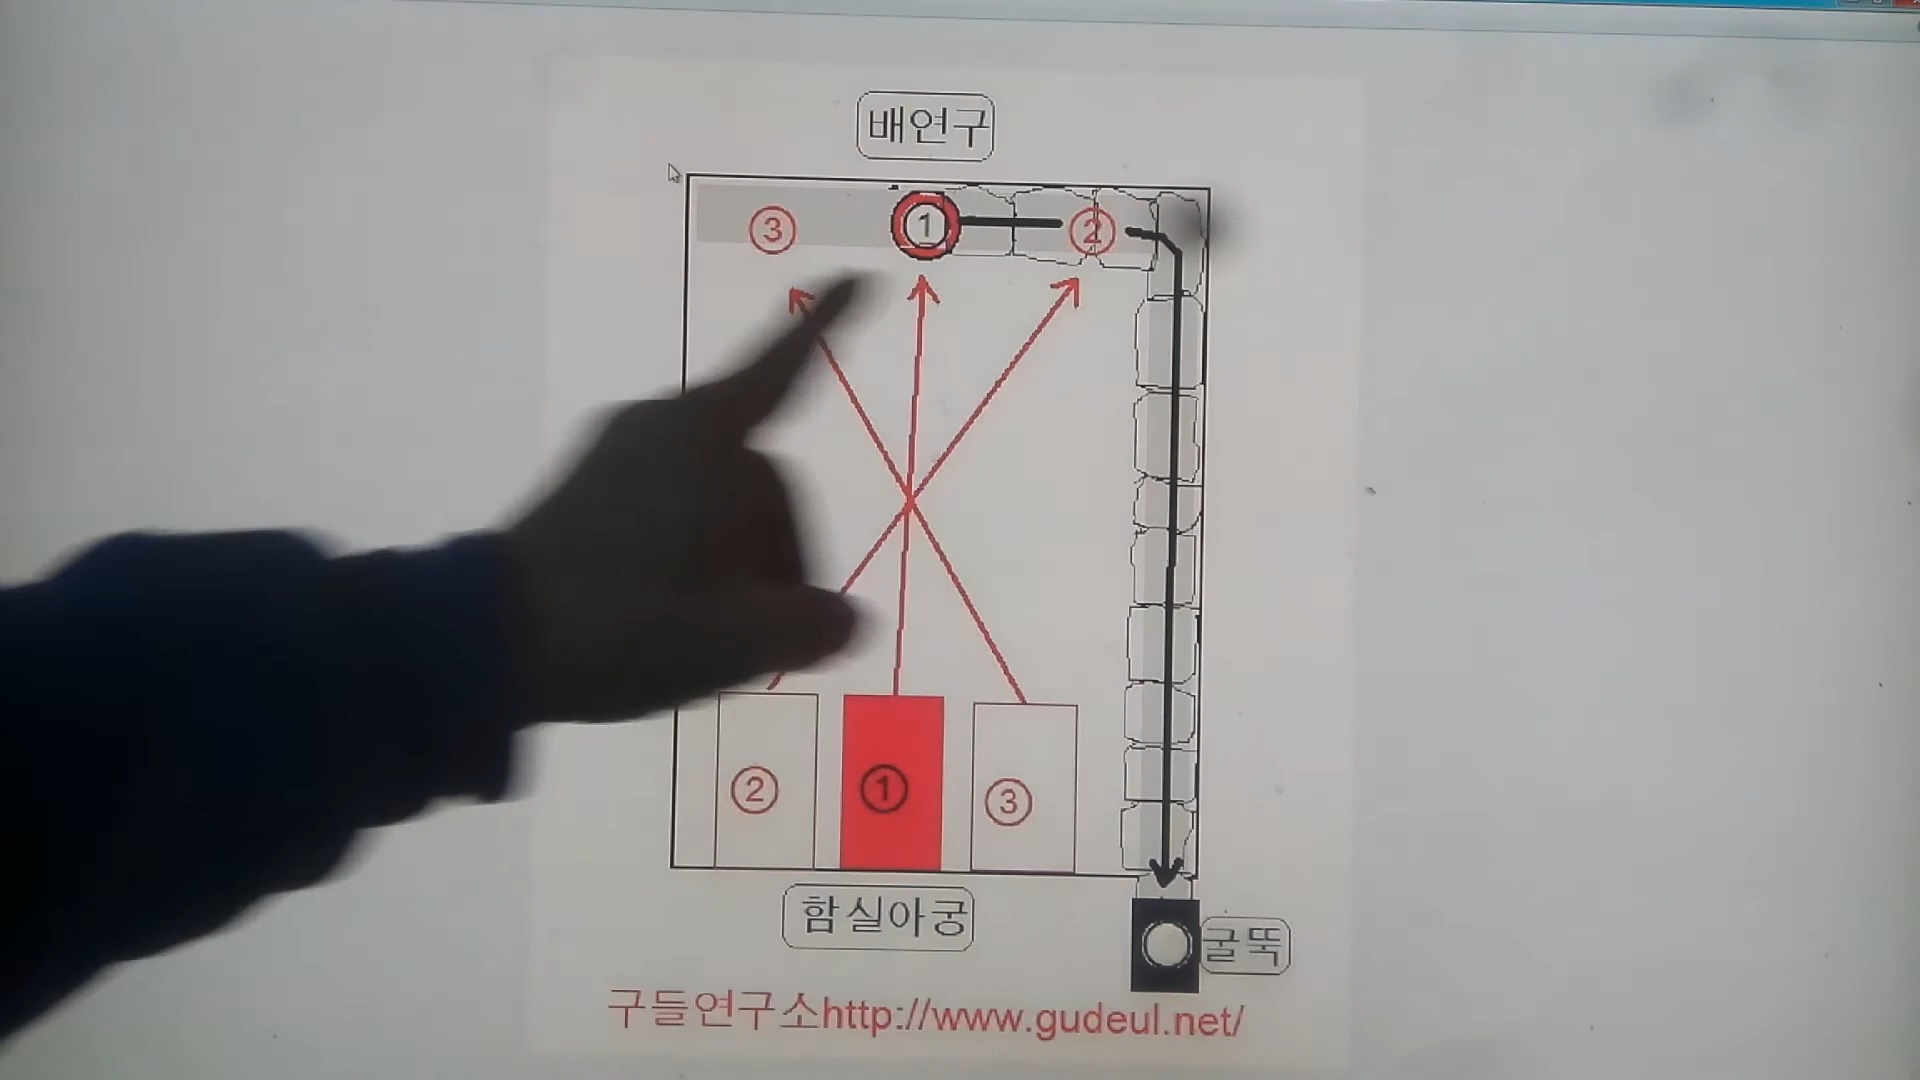 배연구
③ ① ②
② ① ③
함실아궁
굴뚝
구들연구소http://www.gudeul.net/